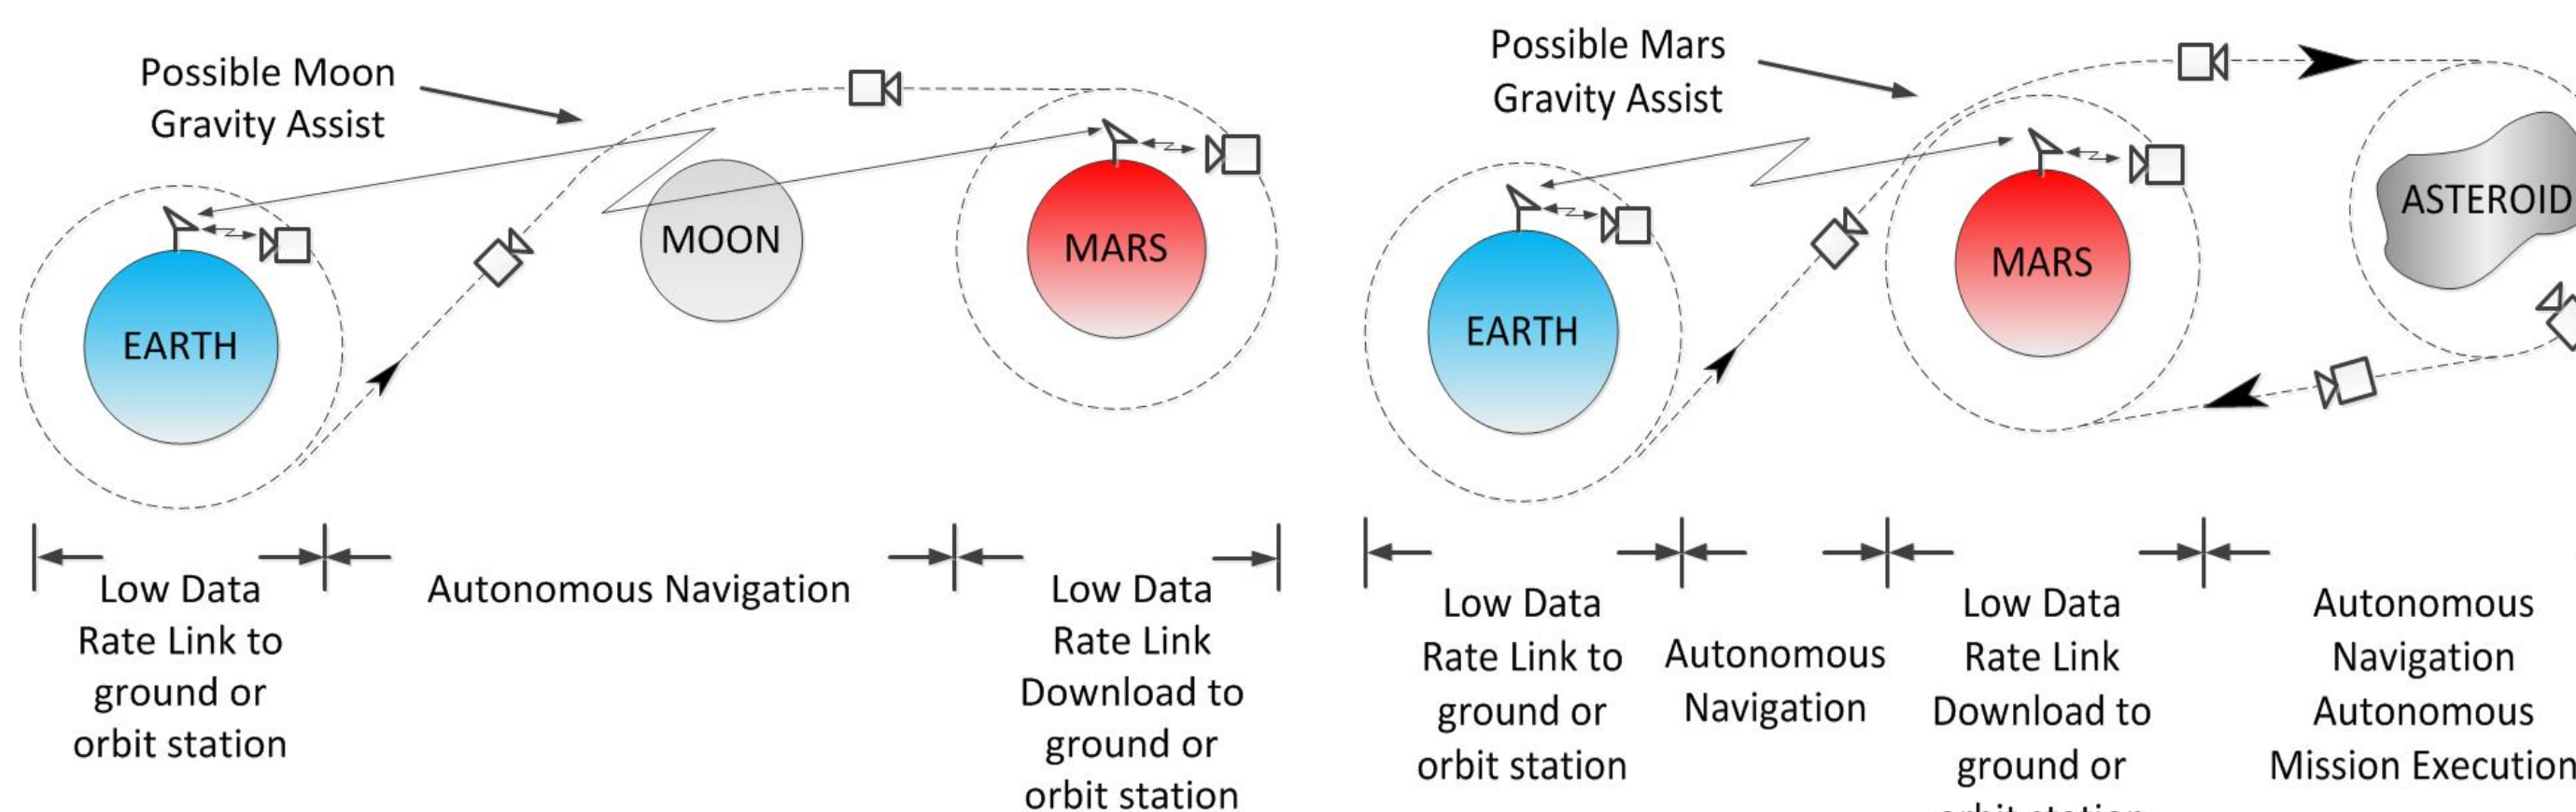 Possible Moon
Gravity Assist
EARTH
MOON
MARS
Low Data
Rate Link to
ground or
orbit station
Autonomous Navigation
Low Data
Rate Link
Download to
ground or
orbit station
Possible Mars
Gravity Assist
EARTH
MARS
ASTEROID
Low Data
Rate Link to
ground or
orbit station
Autonomous
Navigation
Low Data
Rate Link
Download to
ground or
orbit station
Autonomous
Navigation
Autonomous
Mission Execution